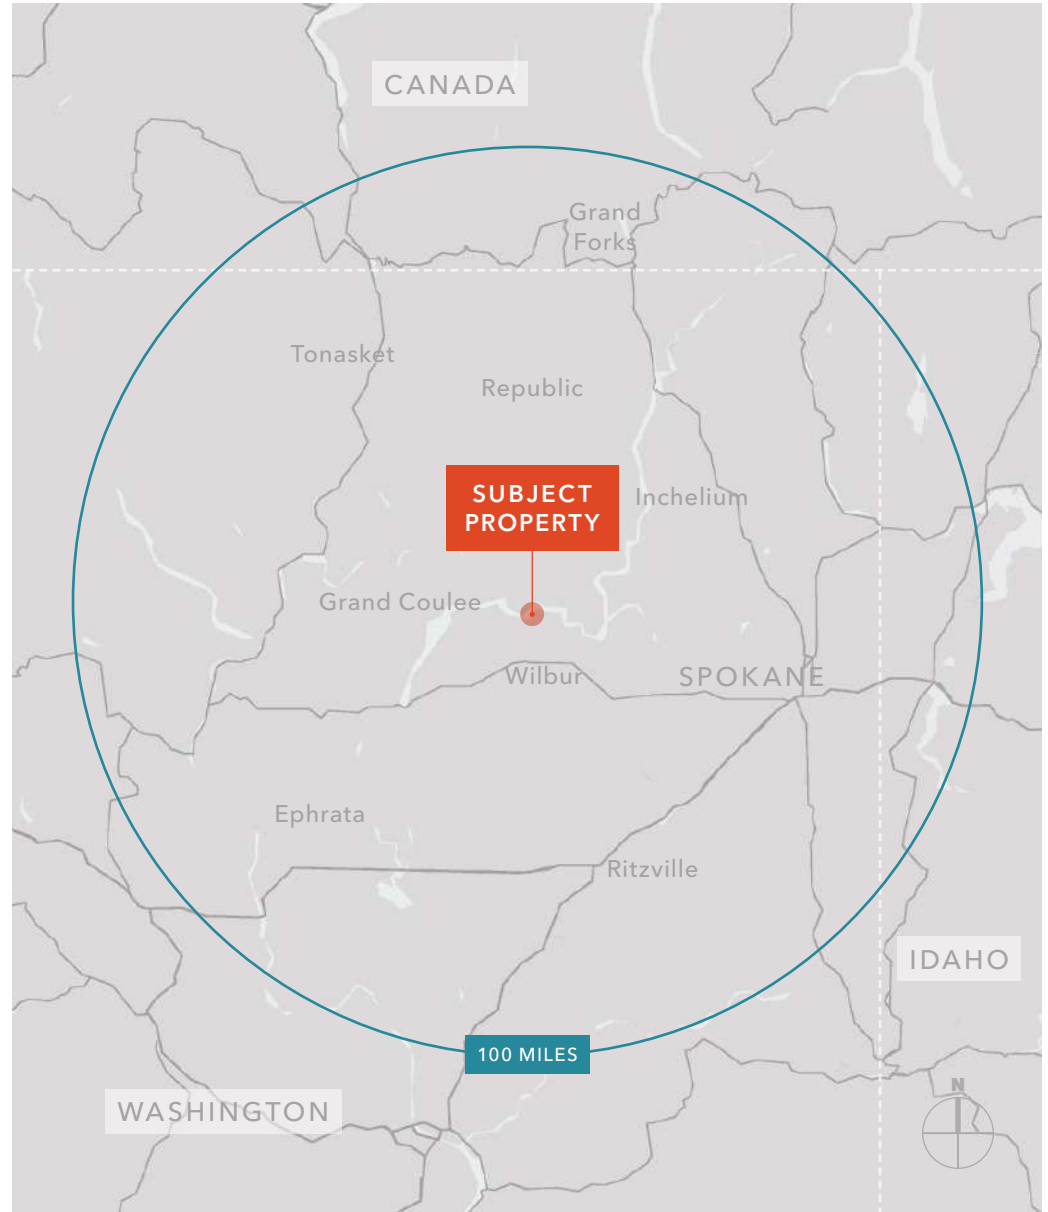 CANADA
Grand
Forks
Tonasket
Republic
SUBJECT
PROPERTY
Inchelium
Grand Coulee
Wilbur
SPOKANE
Ephrata
Ritzville
IDAHO
100 MILES
N
WASHINGTON